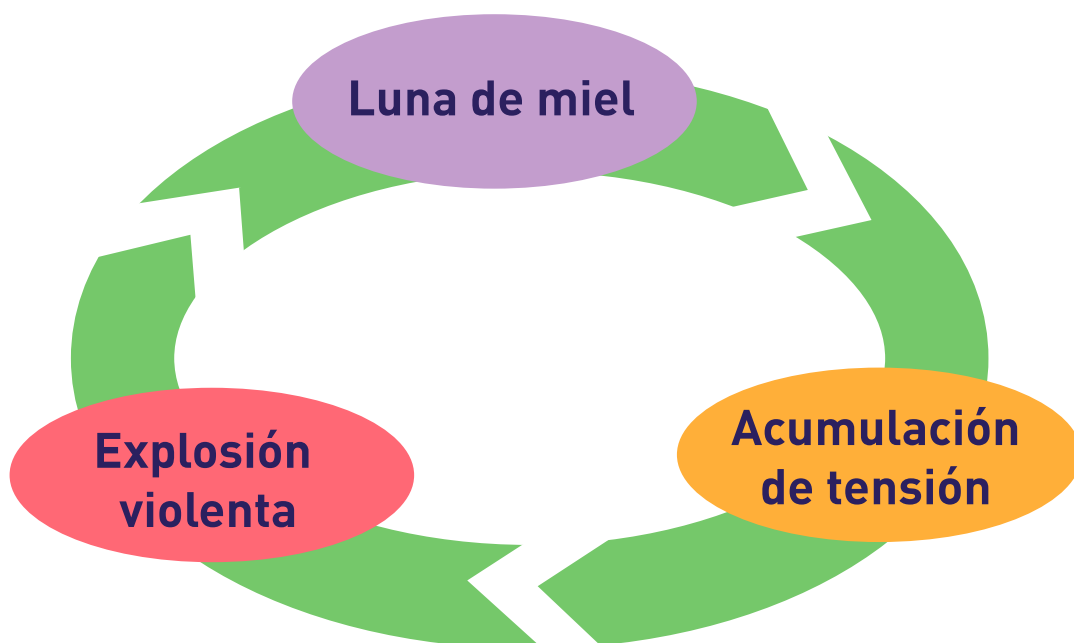 Luna de miel
Acumulación
de tensión
Explosión
violenta